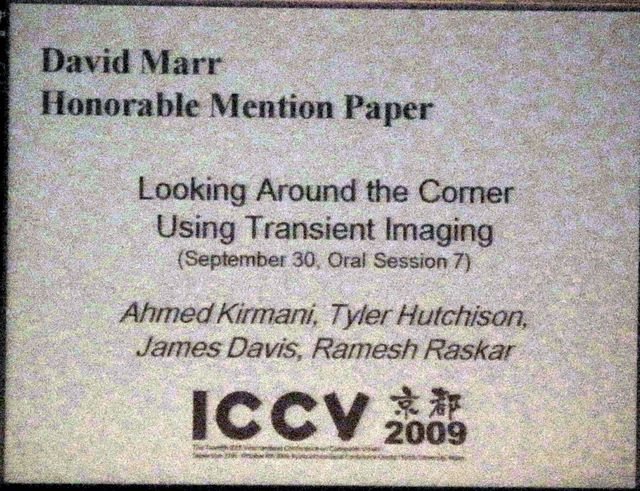 David Marr
Honorable Mention Paper
Looking Around the Corner
Using Transient Imaging
(September 30, Oral Session 7)
Ahmed Kirmani, Tyler Hutchison,
James Davis, Ramesh Raskar
ICCV 京都
2009